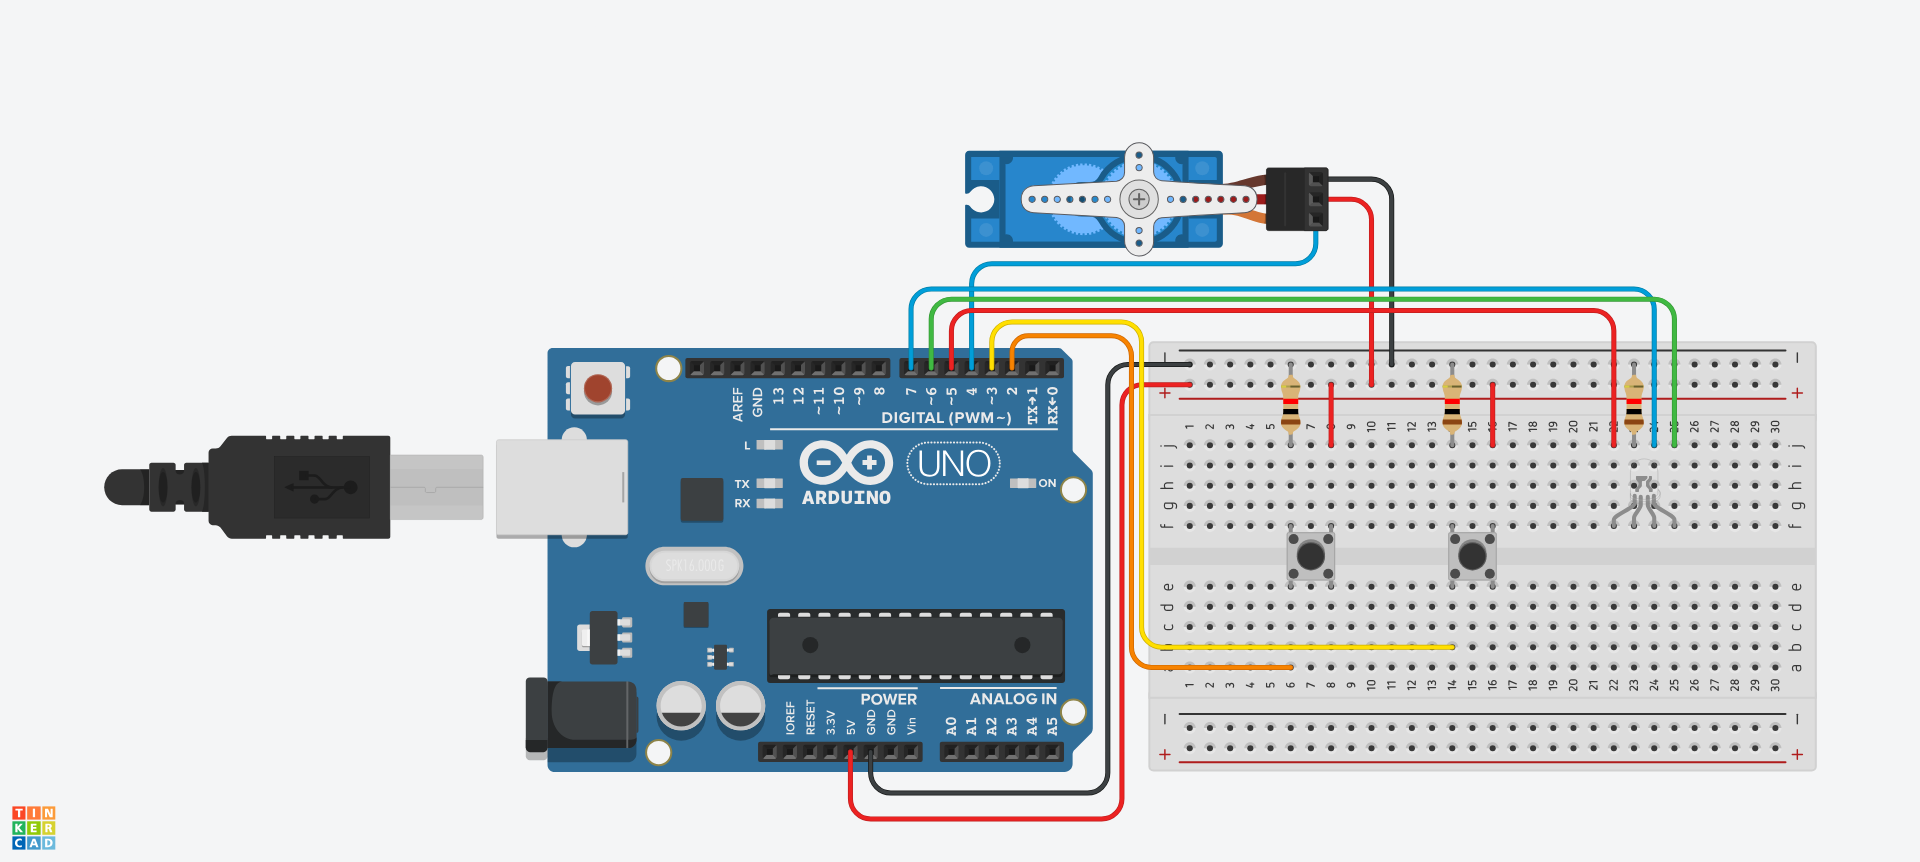 AREF
GND
13
12
~11
~10
~9
8
7
~6
~5
4
~3
2
TX→1
RX←0
DIGITAL (PWM~)
L
TX
RX
ARDUINO
UNO
ON
SPK16.000G
POWER
ANALOG IN
IOREF
RESET
3.3V
5V
GND
GND
Vin
A0
A1
A2
A3
A4
A5
− −
+ +
1 2 3 4 5 6 7 8 9 10 11 12 13 14 15 16 17 18 19 20 21 22 23 24 25 26 27 28 29 30
j j
i i
h h
g g
f f
e e
d d
c c
b b
a a
1 2 3 4 5 6 7 8 9 10 11 12 13 14 15 16 17 18 19 20 21 22 23 24 25 26 27 28 29 30
− −
+ +
TIN
KER
CAD